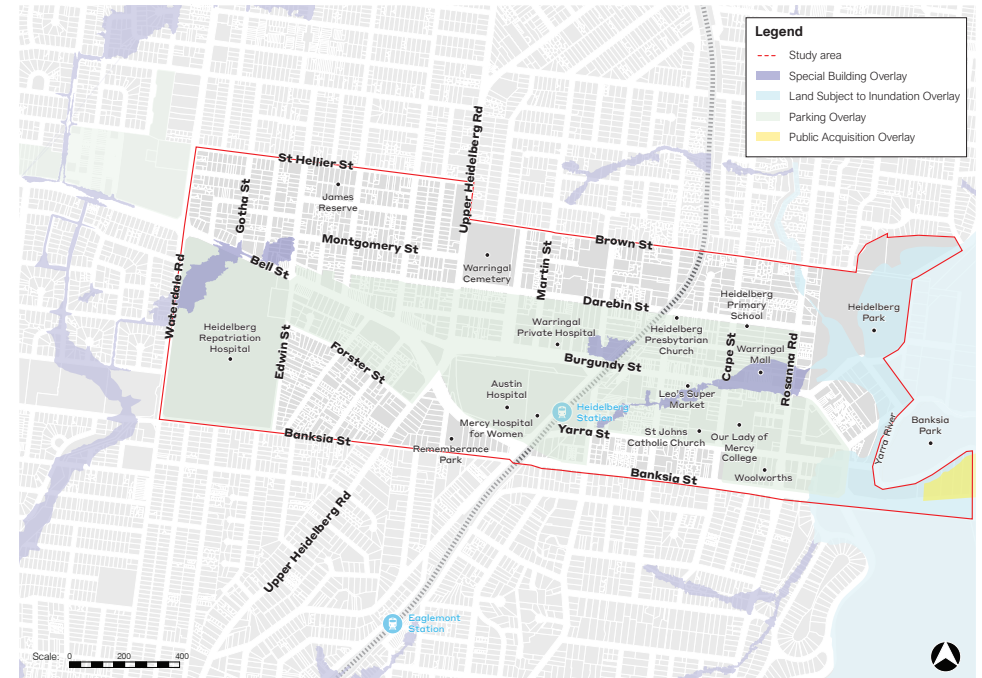 Legend
Study area
Special Building Overlay
Land Subject to Inundation Overlay
Parking Overlay
Public Acquisition Overlay
St Hellier St
Upper Heidelberg Rd
Gotha St
James
Reserve
Montgomery St
Bell St
Waterdale Rd
Warringal
Cemetery
Martin St
Brown St
Darebin St
Heidelberg
Primary
School
Heidelberg
Park
Heidelberg
Repatriation
Hospital
Edwin St
Forster St
Warringal
Private Hospital
Heidelberg
Presbyterian
Church
Cape St
Warringal
Mall
Rosanna Rd
Burgundy St
Austin
Hospital
Leo's Super
Market
Heidelberg
Station
Mercy Hospital
for Women
Yarra St
St Johns
Catholic Church
Our Lady of
Mercy
College
Yarra River
Banksia
Park
Banksia St
Rememberance
Park
Banksia St
Woolworths
Upper Heidelberg Rd
Eaglemont
Station
Scale:
0 200 400